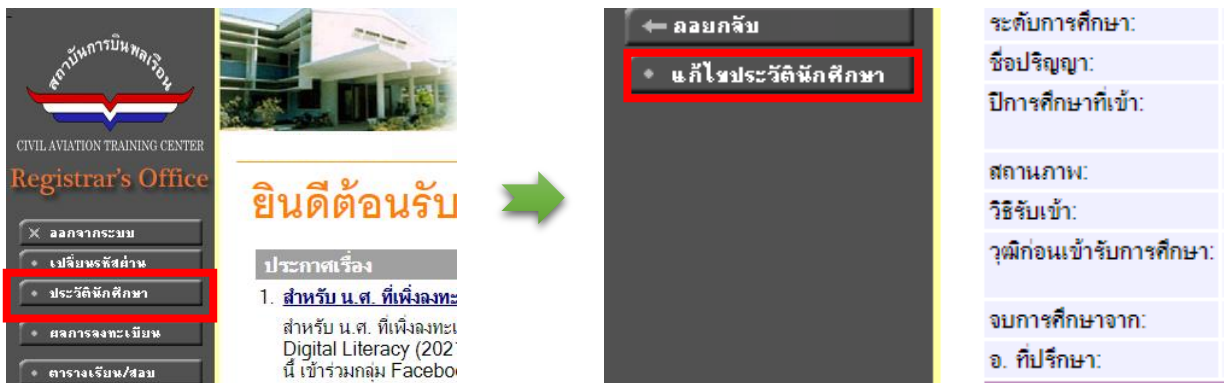 สถาบันการบินพลเรือน
CIVIL AVIATION TRAINING CENTER
Registrar's Office
ออกจากระบบ
เปลี่ยนรหัสผ่าน
ประวัตินักศึกษา
ผลการลงทะเบียน
ตารางเรียน/สอบ
ยินดีต้อนรับ
ประกาศเรื่อง
1. สำหรับ น.ศ. ที่เพิ่งลงทะ
สำหรับ น.ศ. ที่เพิ่งลงทะเ
Digital Literacy (202
นี้ เข้าร่วมกลุ่ม Facebo
ถอยกลับ
แก้ไขประวัตินักศึกษา
ระดับการศึกษา:
ชื่อปริญญา:
ปีการศึกษาที่เข้า:
สถานภาพ:
วิธีรับเข้า:
วุฒิก่อนเข้ารับการศึกษา:
จบการศึกษาจาก:
อ. ที่ปรึกษา: